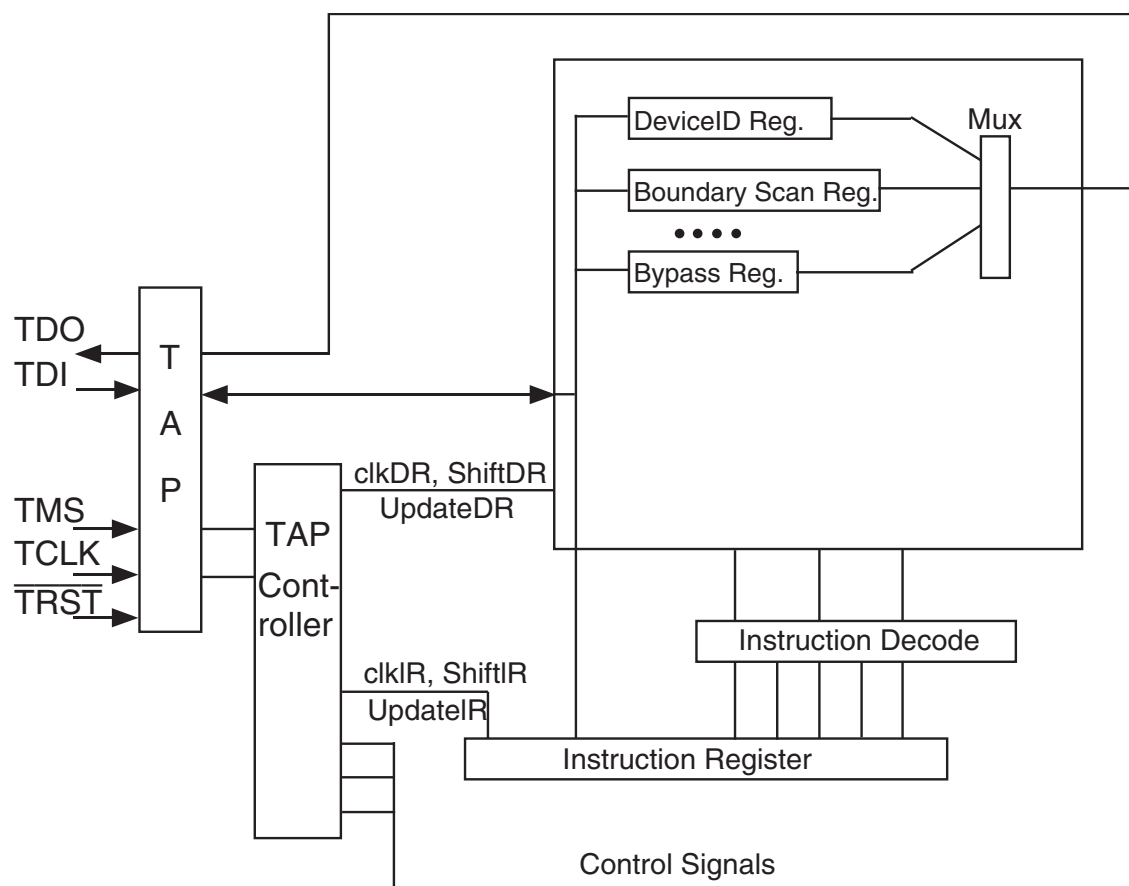 DeviceID Reg.
Mux
Boundary Scan Reg.
Bypass Reg.
TDO
TDI
T
A
P
TMS
TCLK
TRST
TAP
Cont-
roller
clkDR, ShiftDR
UpdateDR
Instruction Decode
clkIR, ShiftIR
UpdateIR
Instruction Register
Control Signals